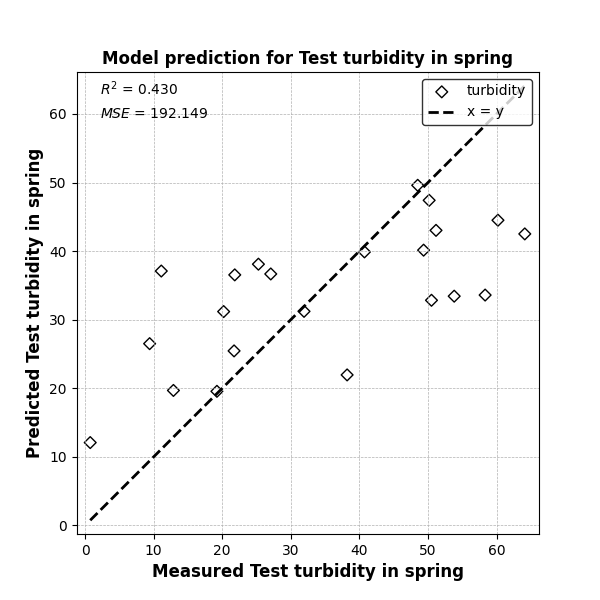 Model prediction for Test turbidity in spring
R² = 0.430
MSE = 192.149
turbidity
x = y
Predicted Test turbidity in spring
60
50
40
30
20
10
0
0 10 20 30 40 50 60
Measured Test turbidity in spring